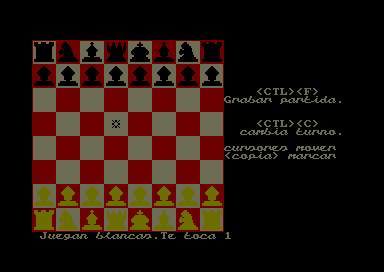 <CTL><F>
Grabar partida.
<CTL><C>
cambia turno.
cursores mover
<copia> marcar
Juegan blancas.Te toca 1